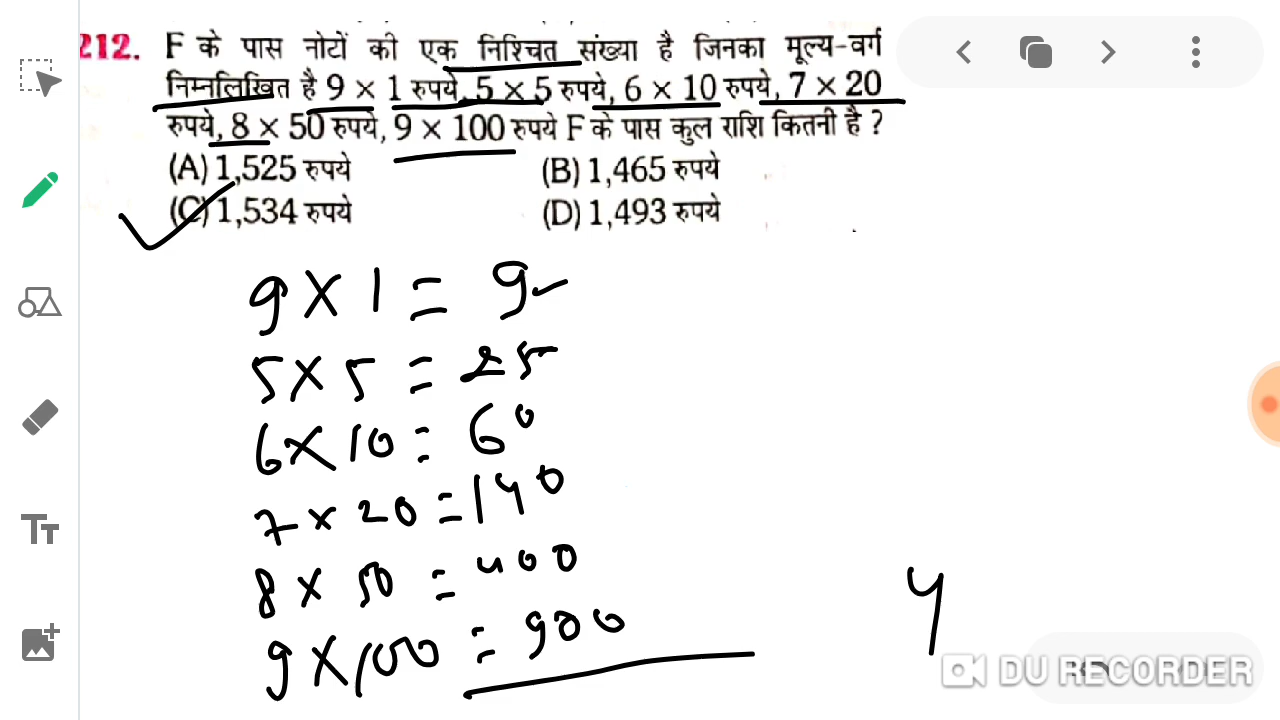 212. F के पास नोटों की एक निश्चित संख्या है जिनका मूल्य-वर्ग
निम्नलिखित है 9 × 1 रुपये, 5 × 5 रुपये, 6 × 10 रुपये, 7 × 20
रुपये, 8 × 50 रुपये, 9 × 100 रुपये F के पास कुल राशि कितनी है ?
(A) 1,525 रुपये (B) 1,465 रुपये
(C) 1,534 रुपये (D) 1,493 रुपये
9 X 1 = 9
5 X 5 = 25
6 X 10 = 60
7 x 20 = 140
8 x 50 = 400
9 X 100 = 900
4
DU RECORDER
Tт